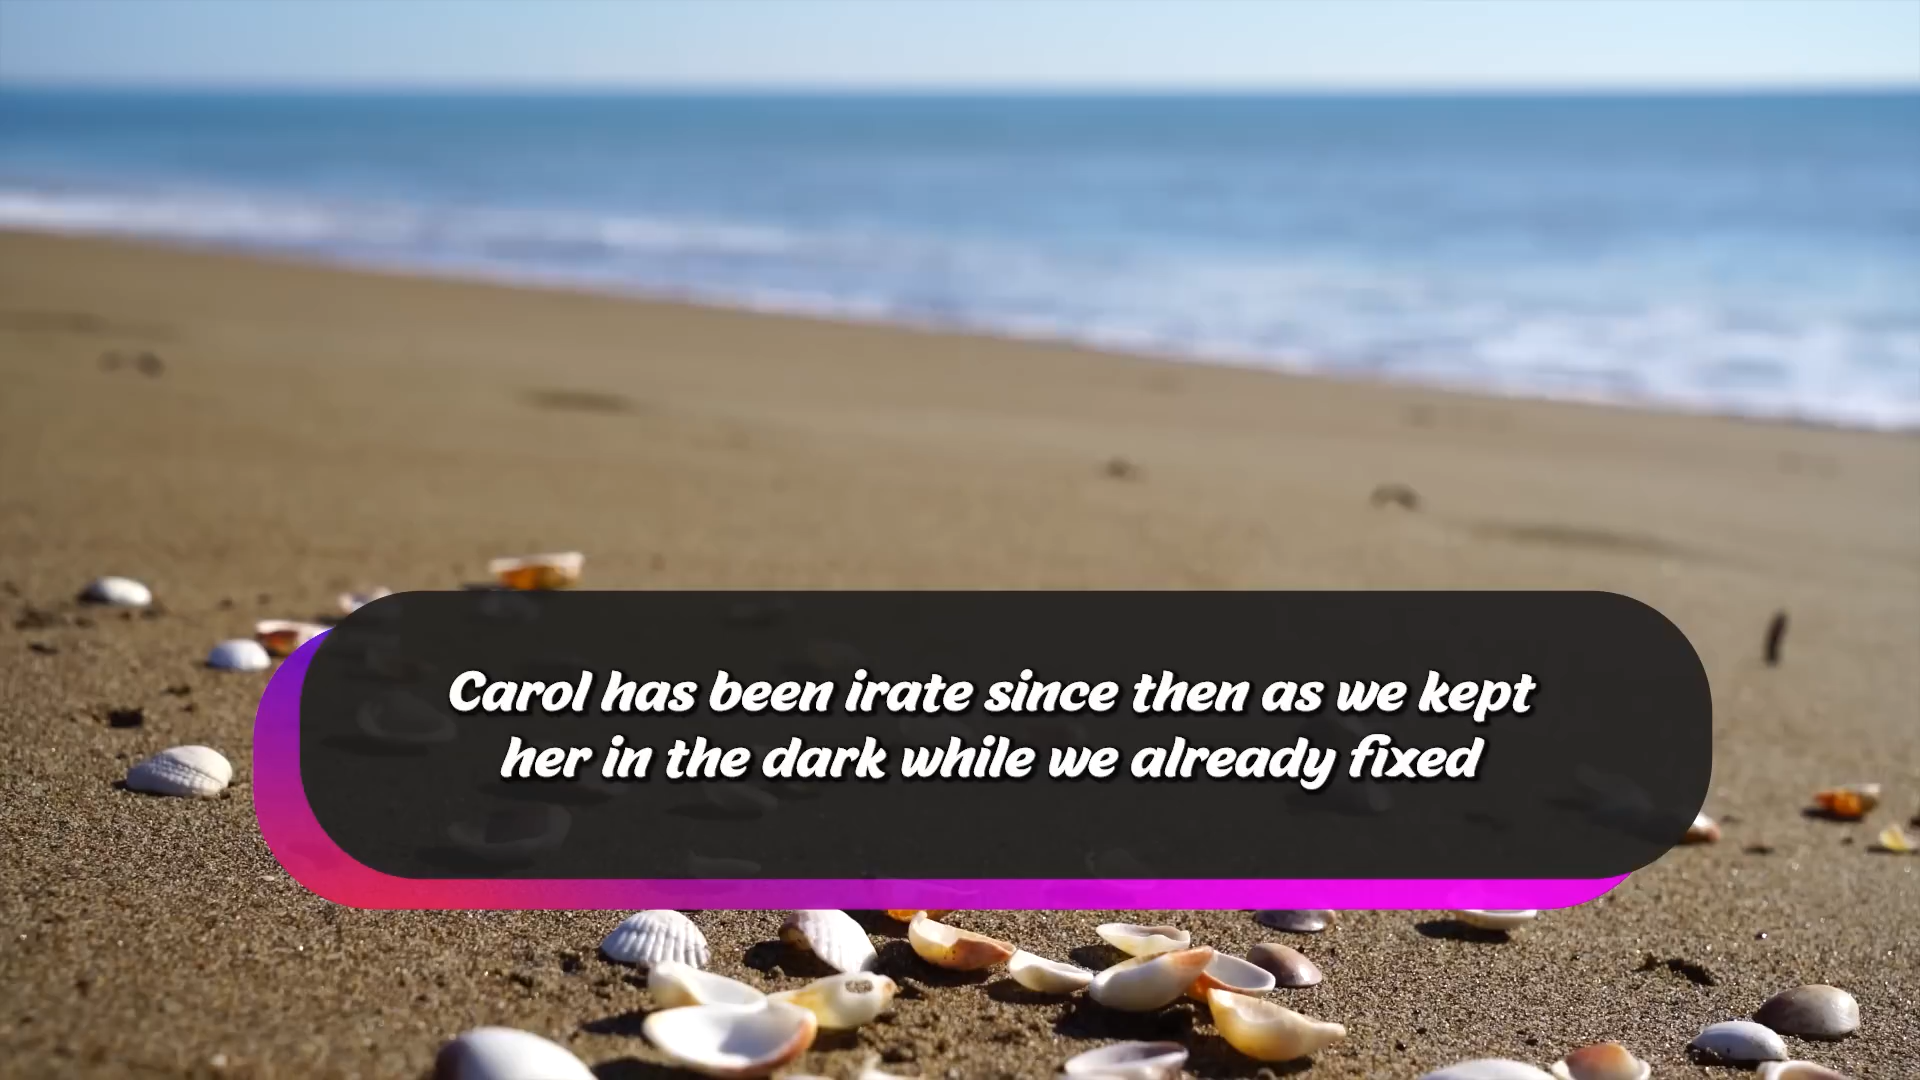 Carol has been irate since then as we kept
her in the dark while we already fixed